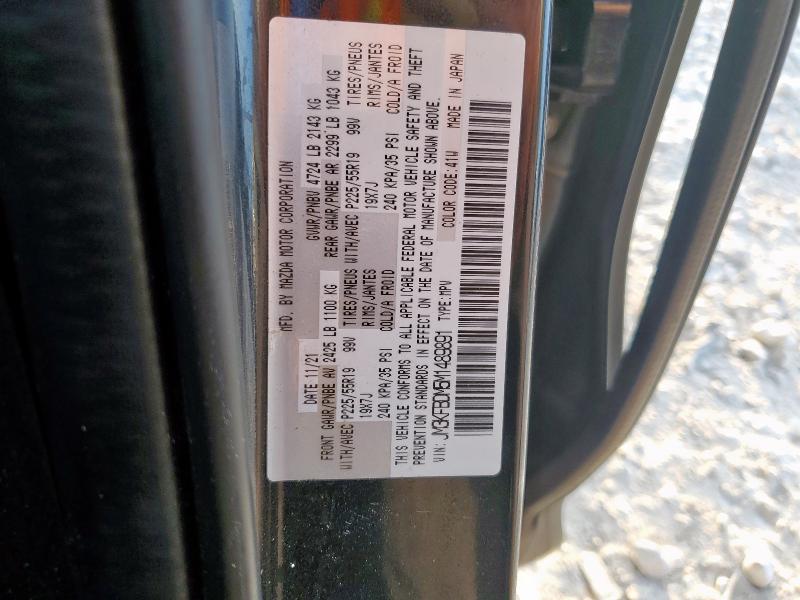 MFD. BY MAZDA MOTOR CORPORATION
DATE 11/21 GVWR/PNBV 4724 LB 2143 KG
FRONT GAWR/PNBE AV 2425 LB 1100 KG REAR GAWR/PNBE AR 2299 LB 1043 KG
WITH/AVEC P225/55R19 99V TIRES/PNEUS WITH/AVEC P225/55R19 99V TIRES/PNEUS
19X7J RIMS/JANTES 19X7J RIMS/JANTES
240 KPA/35 PSI COLD/A FROID 240 KPA/35 PSI COLD/A FROID
THIS VEHICLE CONFORMS TO ALL APPLICABLE FEDERAL MOTOR VEHICLE SAFETY AND THEFT
PREVENTION STANDARDS IN EFFECT ON THE DATE OF MANUFACTURE SHOWN ABOVE.
VIN: JM3KFBDM5M1489891 TYPE:MPV COLOR CODE:41W MADE IN JAPAN